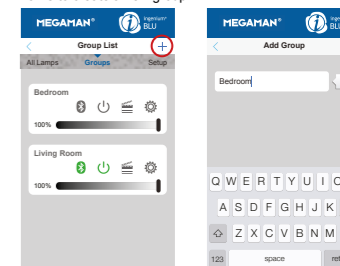 MEGAMAN®
ingenium®
BLU
Group List
All Lamps
Groups
Setup
Bedroom
100%
Living Room
100%
MEGAMAN®
Add Group
Bedroom
Q W E R T Y U I
A S D F G H J K
Z X C V B N M
123
space